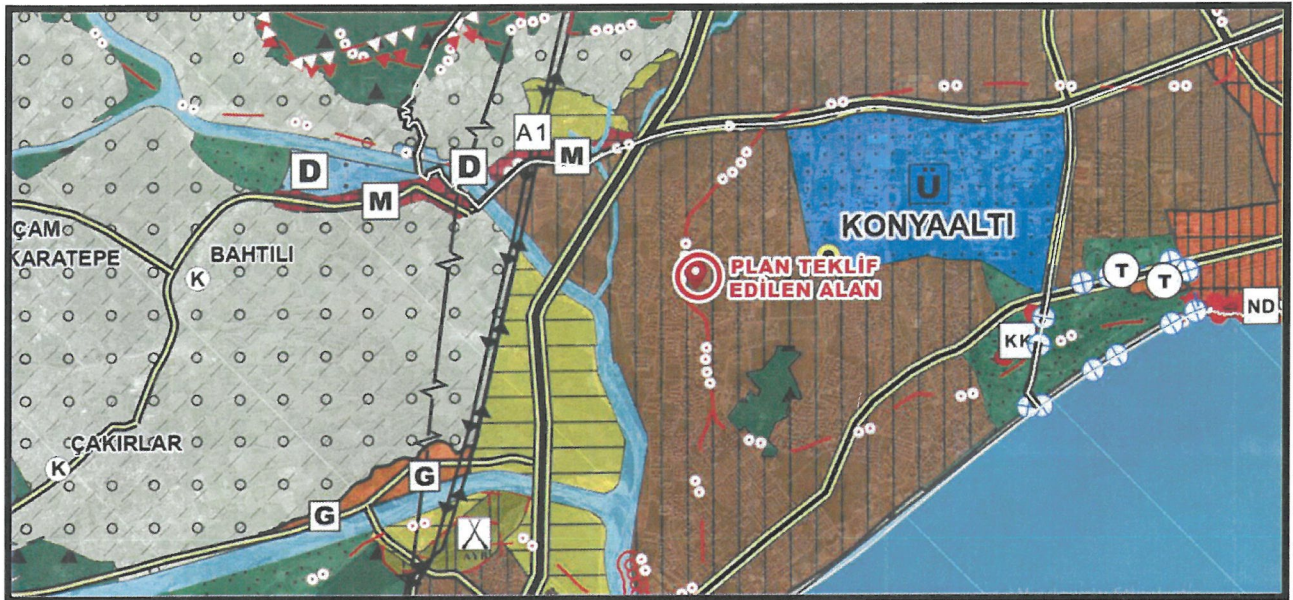 A1
M
D
D
M
Ü
KONYAALTI
ÇAM
KARATEPE
BAHTILI
K
PLAN TEKLİF
EDİLEN ALAN
T
T
ND
KK
ÇAKIRLAR
K
G
G